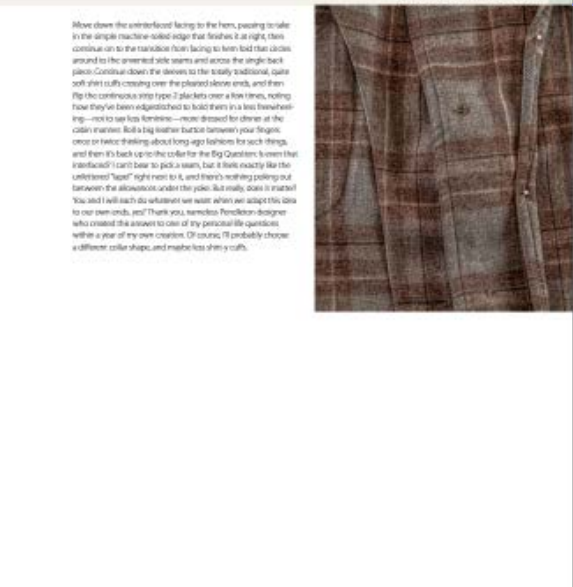 Move down the uninterfaced facing to the hem, pausing to take
in the simple machine-rolled edge that finishes it at right, then
continue on to the transition from facing to hem fold that circles
around to the unvented side seams and across the single back
piece. Continue down the sleeves to the totally traditional, quite
soft shirt cuffs crossing over the pleated sleeve ends, and then
flip the continuous strip type-2 plackets over a few times, noting
how they've been edgestitched to hold them in a less freewheel-
ing—not to say less feminine—more dressed for dinner at the
cabin manner. Roll a big leather button between your fingers
once or twice thinking about long-ago fashions for such things,
and then it's back up to the collar for the Big Question: Is even that
interfaced? I can't bear to pick a seam, but it feels exactly like the
unfettered "lapel" right next to it, and there's nothing poking out
between the allowances under the yoke. But really, does it matter?
You and I will each do whatever we want when we adapt this idea
to our own ends, yes? Thank you, nameless Pendleton designer
who created this answer to one of my personal life questions
within a year of my own creation. Of course, I'll probably choose
a different collar shape, and maybe less shirt-y cuffs.